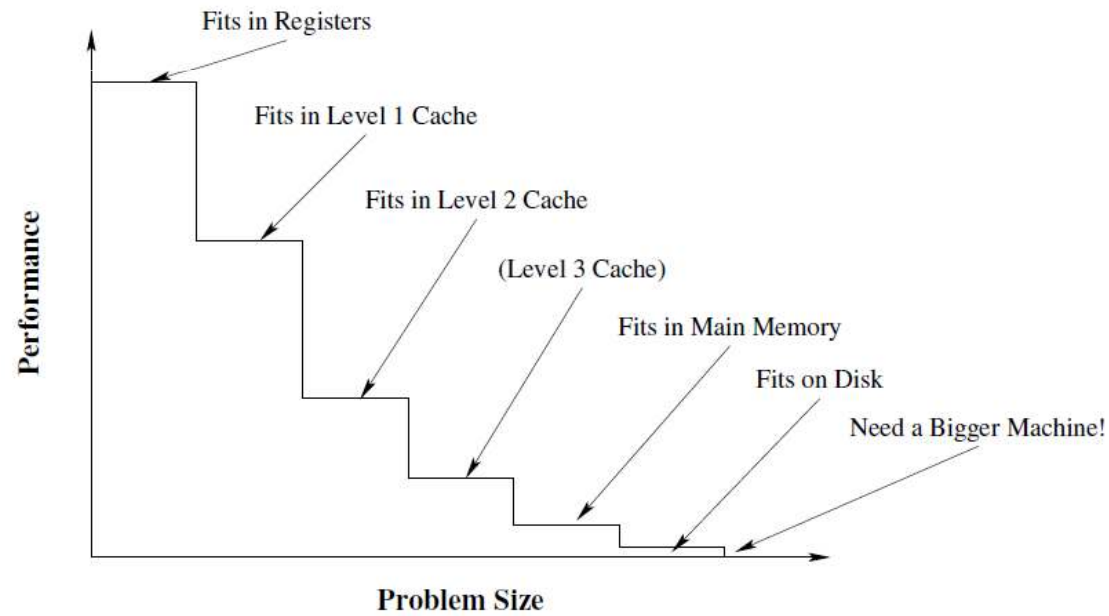 Fits in Registers
Fits in Level 1 Cache
Fits in Level 2 Cache
(Level 3 Cache)
Fits in Main Memory
Fits on Disk
Need a Bigger Machine!
Performance
Problem Size